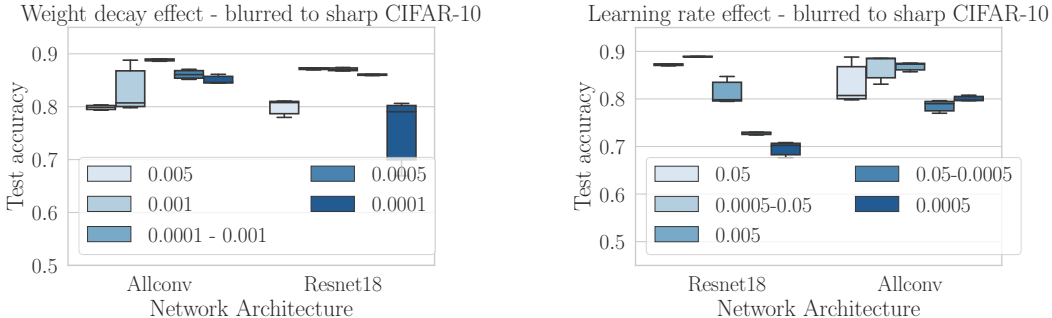 Weight decay effect - blurred to sharp CIFAR-10
Test accuracy
0.9
0.8
0.7
0.6
0.5
0.005
0.001
0.0001 - 0.001
0.0005
0.0001
Allconv
Resnet18
Network Architecture
Learning rate effect - blurred to sharp CIFAR-10
Test accuracy
0.9
0.8
0.7
0.6
0.5
0.05
0.0005-0.05
0.005
0.05-0.0005
0.0005
Resnet18
Allconv
Network Architecture